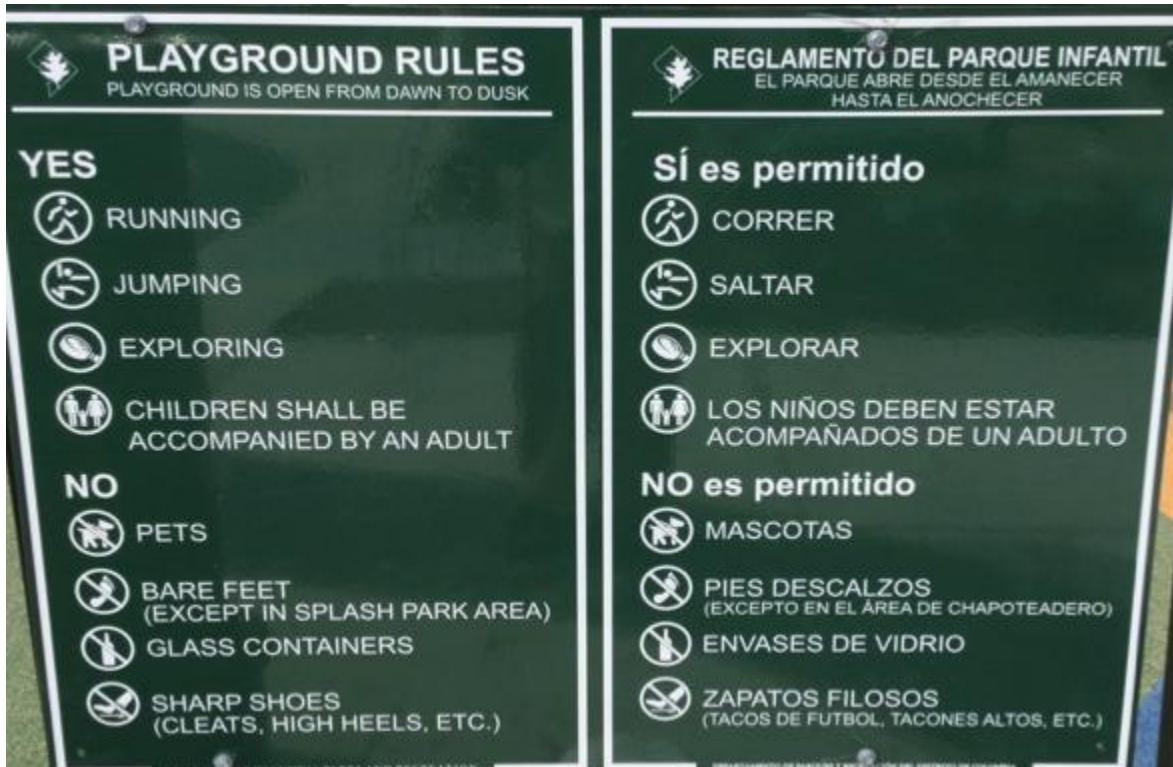 PLAYGROUND RULES
PLAYGROUND IS OPEN FROM DAWN TO DUSK
YES
RUNNING
JUMPING
EXPLORING
CHILDREN SHALL BE
ACCOMPANIED BY AN ADULT
NO
PETS
BARE FEET
(EXCEPT IN SPLASH PARK AREA)
GLASS CONTAINERS
SHARP SHOES
(CLEATS, HIGH HEELS, ETC.)
REGLAMENTO DEL PARQUE INFANTIL
EL PARQUE ABRE DESDE EL AMANECER
HASTA EL ANOCHECER
SÍ es permitido
CORRER
SALTAR
EXPLORAR
LOS NIÑOS DEBEN ESTAR
ACOMPAÑADOS DE UN ADULTO
NO es permitido
MASCOTAS
PIES DESCALZOS
(EXCEPTO EN EL ÁREA DE CHAPOTEADERO)
ENVASES DE VIDRIO
ZAPATOS FILOSOS
(TACOS DE FUTBOL, TACONES ALTOS, ETC.)